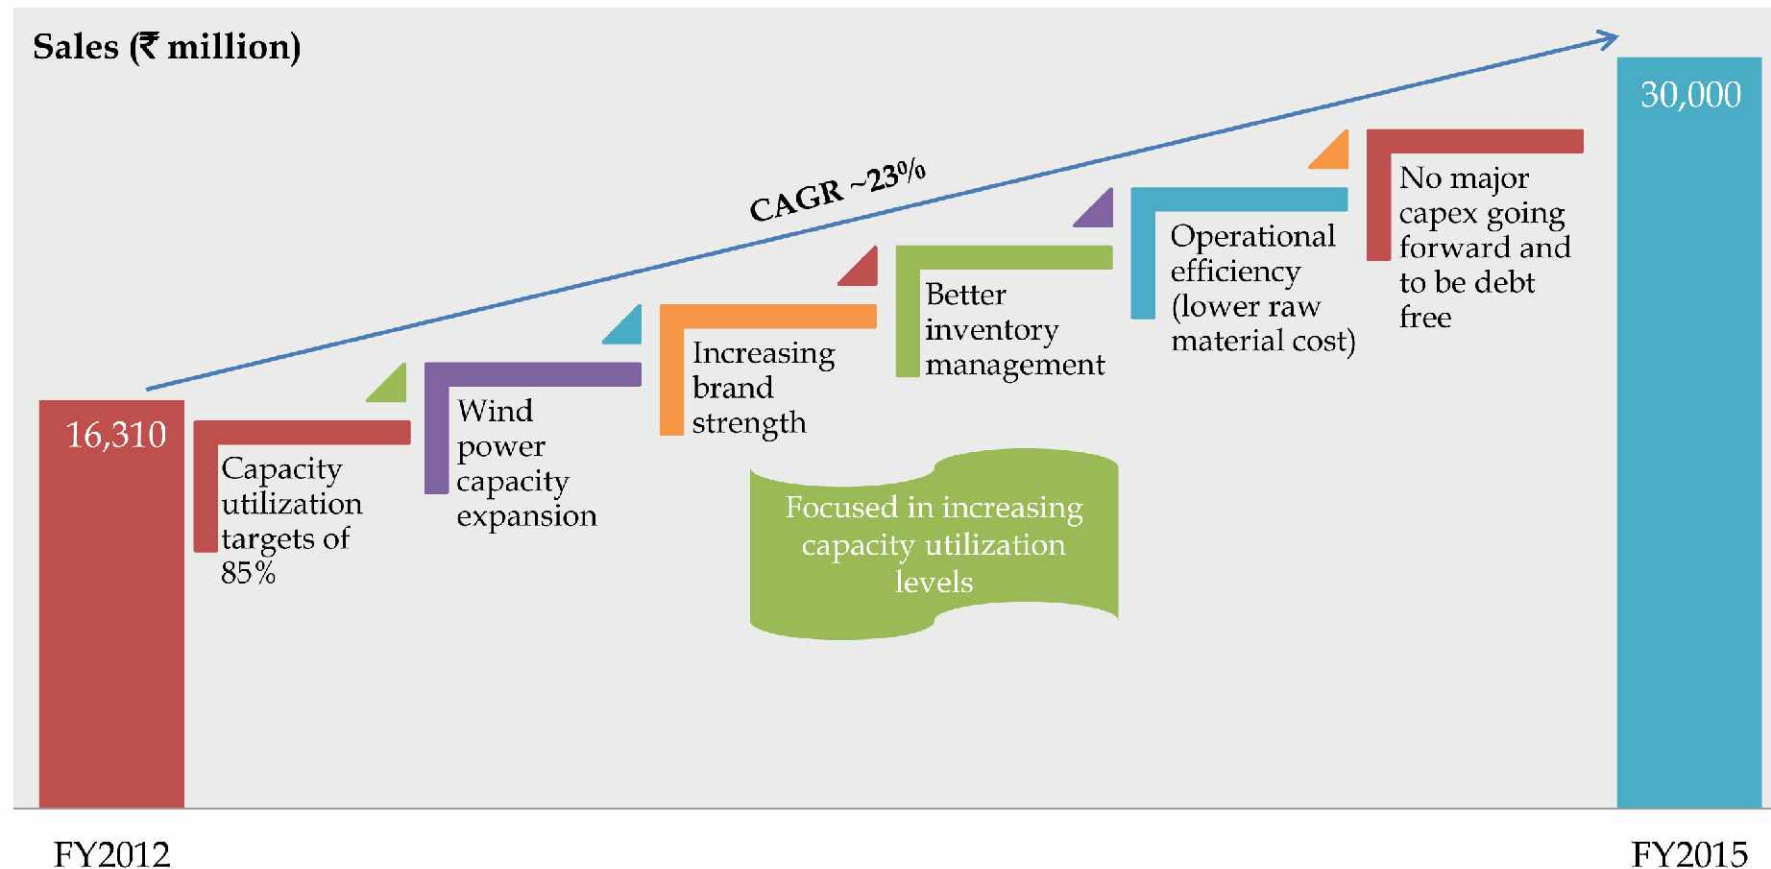 Sales (₹ million)
30,000
CAGR ~23%
No major
capex going
forward and
to be debt
free
Operational
efficiency
(lower raw
material cost)
Better
inventory
management
Increasing
brand
strength
Wind
power
capacity
expansion
16,310
Capacity
utilization
targets of
85%
Focused in increasing
capacity utilization
levels
FY2012
FY2015